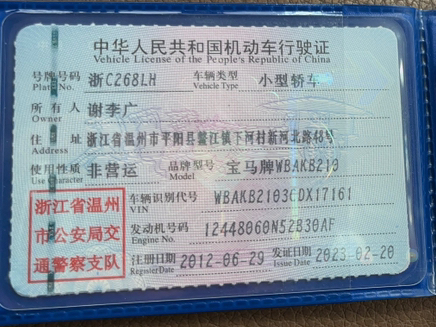 中华人民共和国机动车行驶证
Vehicle License of the People's Republic of China
号牌号码 浙C268LH 车辆类型 小型轿车
Plate No. Vehicle Type
所有人 谢李广
Owner
住址 浙江省温州市平阳县鳌江镇下河村新河北路48号
Address
使用性质 非营运 品牌型号 宝马牌WBAKB210
Use Character Model
浙江省温州
市公安局交
通警察支队
车辆识别代号 WBAKB2103CDX17161
VIN
发动机号码 12448060N52B30AF
Engine No.
注册日期 2012-06-29 发证日期 2023-02-20
Register Date Issue Date